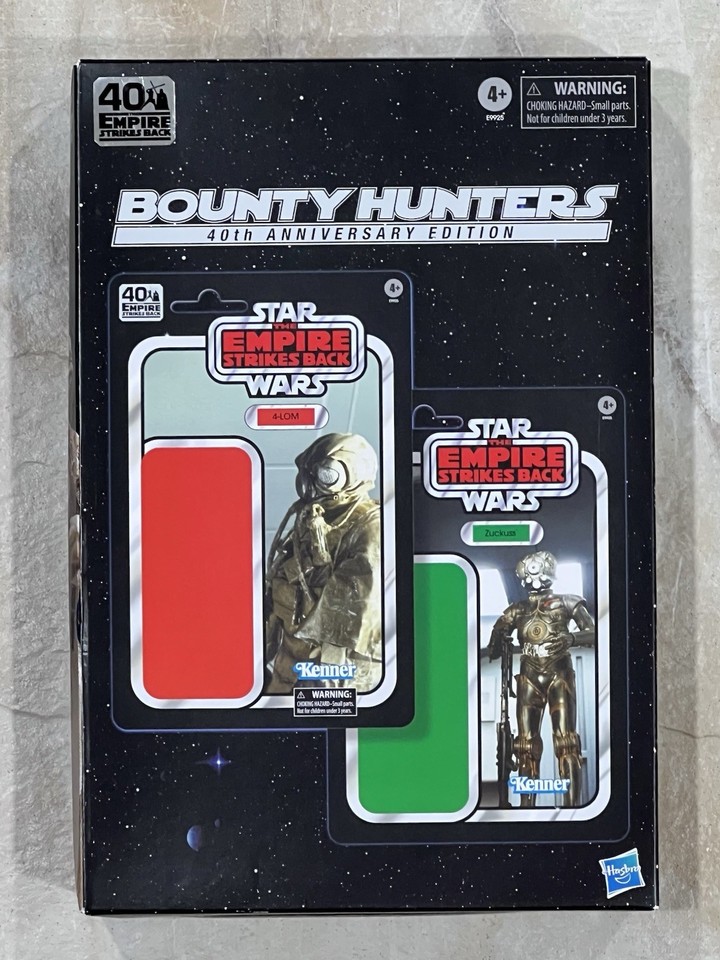 40
EMPIRE
STRIKES BACK
4+
E9925
⚠ WARNING:
CHOKING HAZARD–Small parts.
Not for children under 3 years.
BOUNTY HUNTERS
40th ANNIVERSARY EDITION
40
EMPIRE
STRIKES BACK
4+
STAR
THE
EMPIRE
STRIKES BACK
WARS
4-LOM
Kenner
⚠ WARNING:
CHOKING HAZARD–Small parts.
Not for children under 3 years.
4+
STAR
THE
EMPIRE
STRIKES BACK
WARS
Zuckuss
Kenner
Hasbro